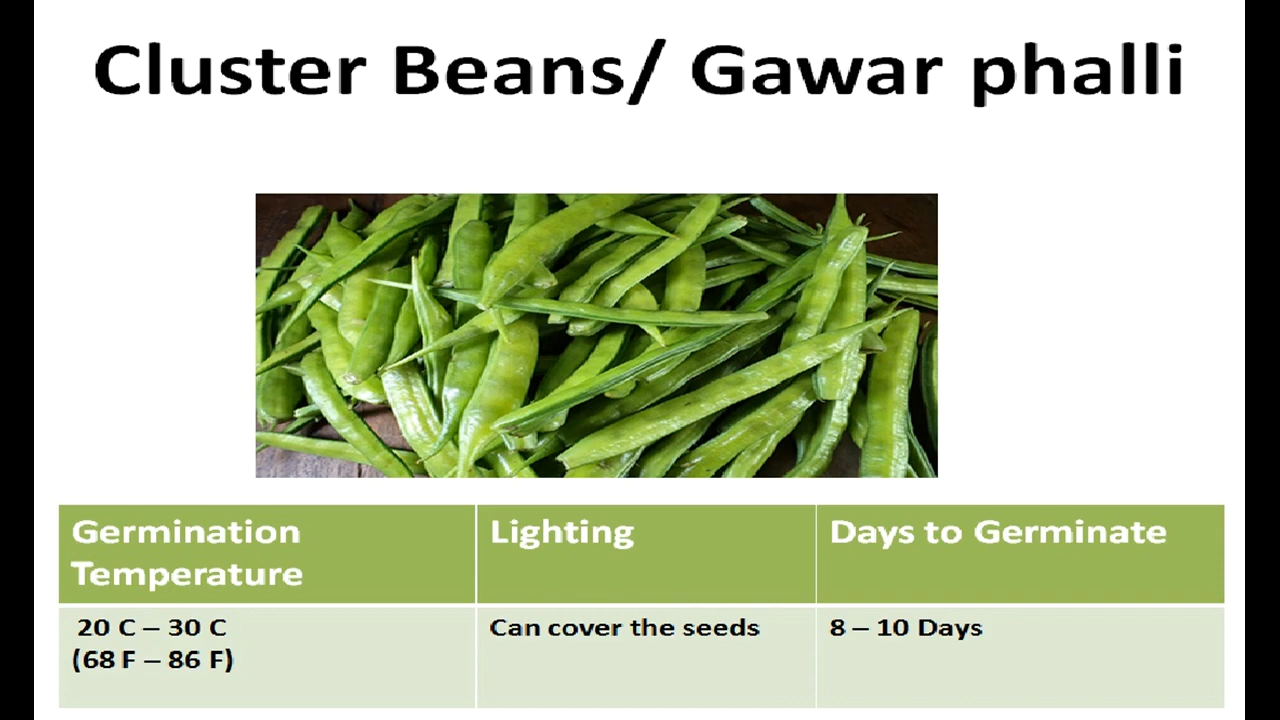 Cluster Beans/ Gawar phalli
Germination Temperature
Lighting
Days to Germinate
20 C – 30 C
(68 F – 86 F)
Can cover the seeds
8 – 10 Days